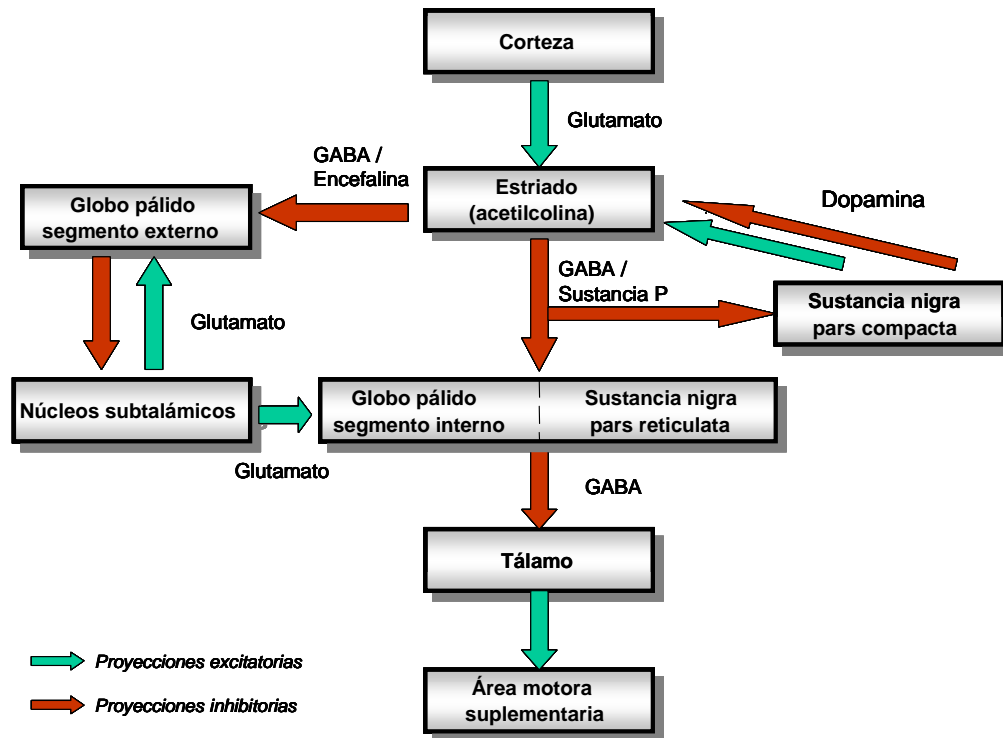 Corteza
Glutamato
GABA /
Encefalina
Estriado
(acetilcolina)
Dopamina
Globo pálido
segmento externo
GABA /
Sustancia P
Sustancia nigra
pars compacta
Glutamato
Núcleos subtalámicos
Globo pálido
segmento interno
Sustancia nigra
pars reticulata
Glutamato
GABA
Tálamo
Proyecciones excitatorias
Proyecciones inhibitorias
Área motora
suplementaria